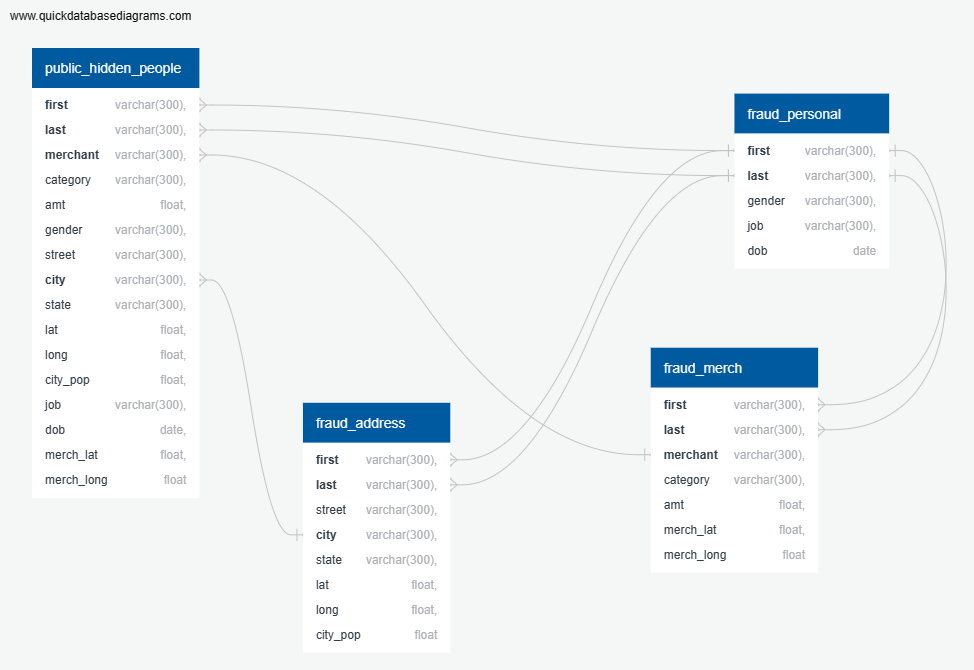 www.quickdatabasediagrams.com
public_hidden_people
first varchar(300),
last varchar(300),
merchant varchar(300),
category varchar(300),
amt float,
gender varchar(300),
street varchar(300),
city varchar(300),
state varchar(300),
lat float,
long float,
city_pop float,
job varchar(300),
dob date,
merch_lat float,
merch_long float
fraud_address
first varchar(300),
last varchar(300),
street varchar(300),
city varchar(300),
state varchar(300),
lat float,
long float,
city_pop float
fraud_personal
first varchar(300),
last varchar(300),
gender varchar(300),
job varchar(300),
dob date
fraud_merch
first varchar(300),
last varchar(300),
merchant varchar(300),
category varchar(300),
amt float,
merch_lat float,
merch_long float